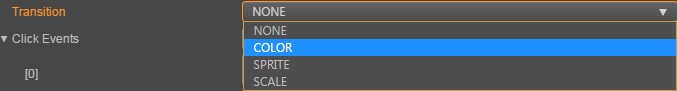 Transition NONE
NONE
Click Events
COLOR
SPRITE
[0]
SCALE